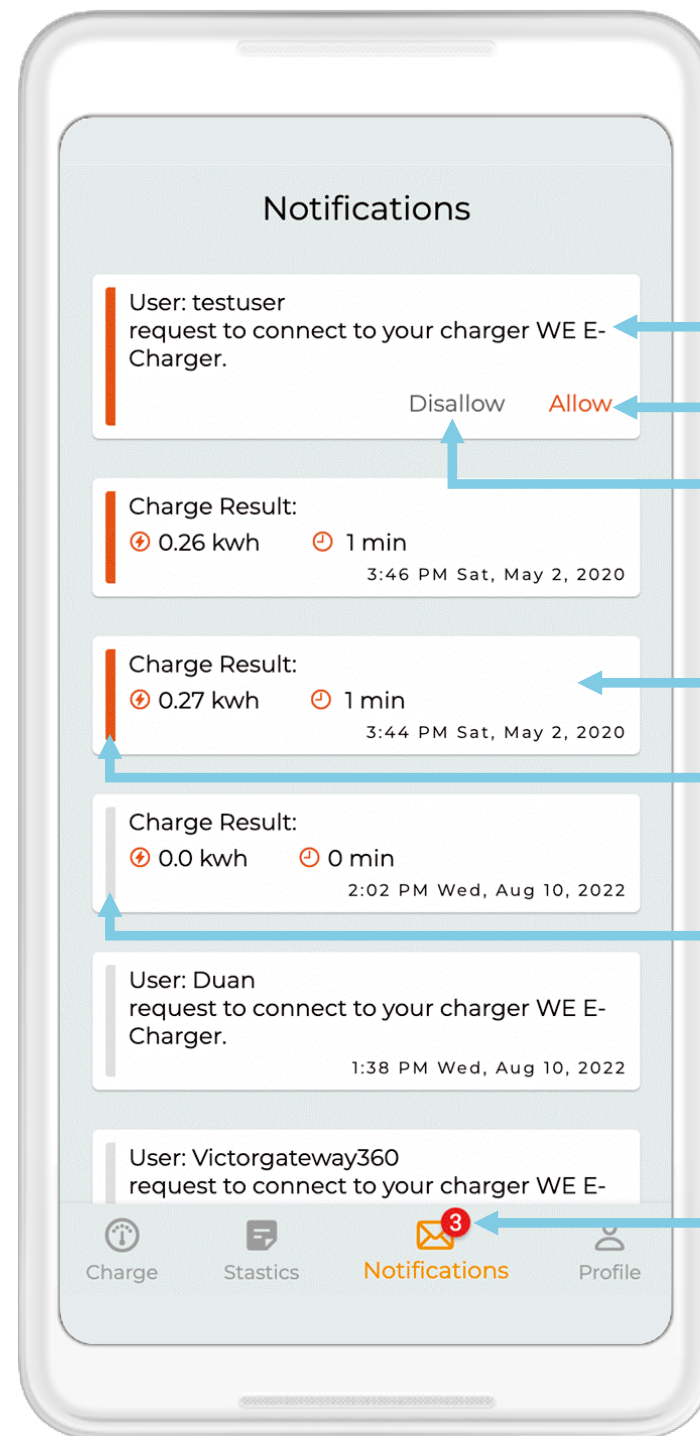 Notifications
User: testuser
request to connect to your charger WE E-
Charger.
Disallow Allow
Charge Result:
0.26 kwh 1 min
3:46 PM Sat, May 2, 2020
Charge Result:
0.27 kwh 1 min
3:44 PM Sat, May 2, 2020
Charge Result:
0.0 kwh 0 min
2:02 PM Wed, Aug 10, 2022
User: Duan
request to connect to your charger WE E-
Charger.
1:38 PM Wed, Aug 10, 2022
User: Victorgateway360
request to connect to your charger WE E-
3
Charge Stastics Notifications Profile